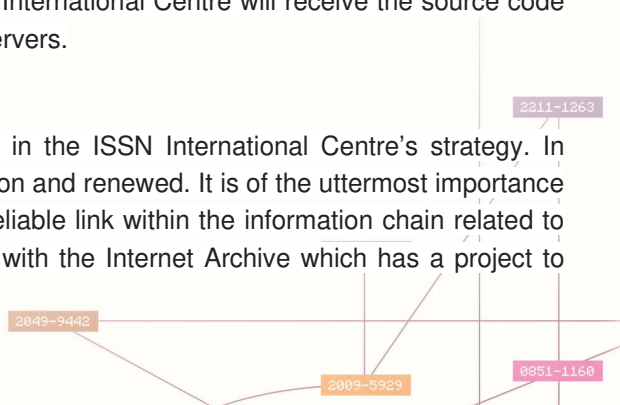 International Centre will receive the source code
ervers.
2211-1263
in the ISSN International Centre's strategy. In
on and renewed. It is of the uttermost importance
eliable link within the information chain related to
with the Internet Archive which has a project to
2049-9442
0851-1160
2009-5929